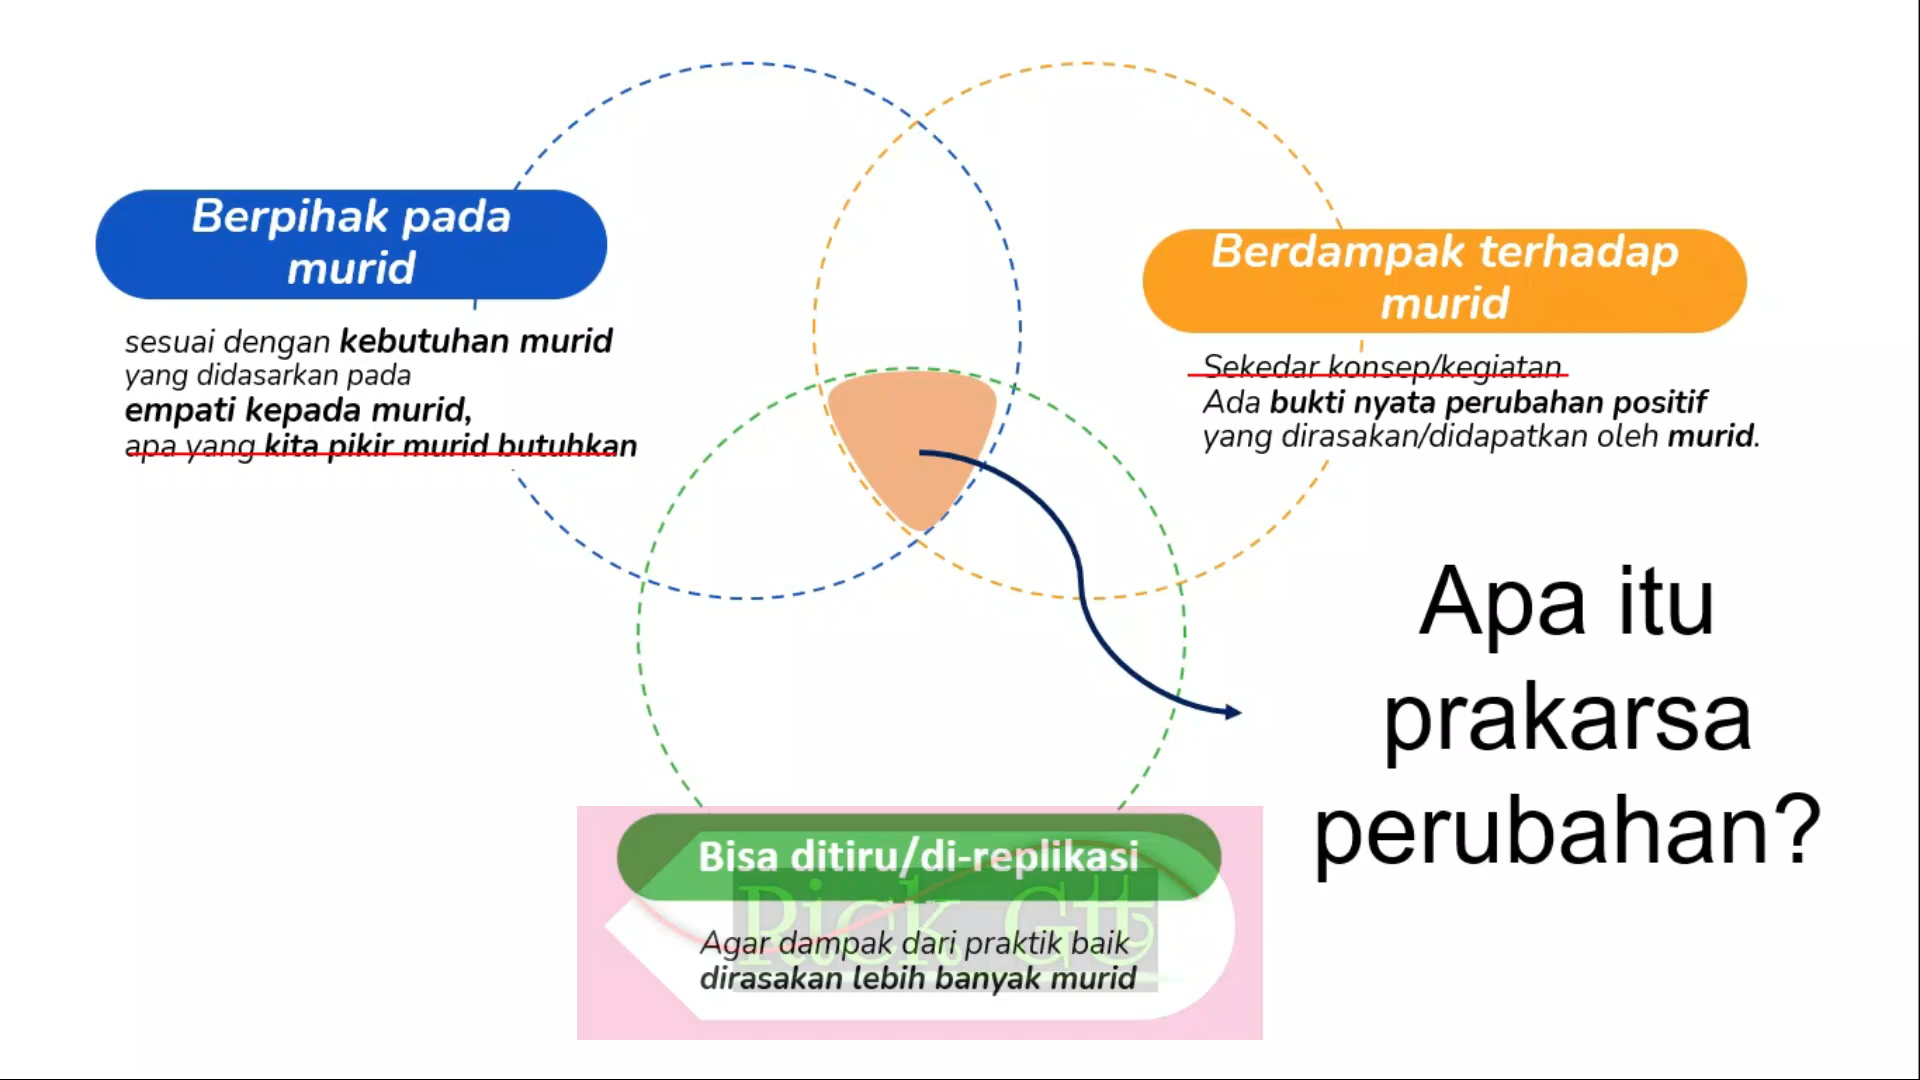 Berpihak pada
murid
sesuai dengan kebutuhan murid
yang didasarkan pada
empati kepada murid,
apa yang kita pikir murid butuhkan
Berdampak terhadap
murid
Sekedar konsep/kegiatan
Ada bukti nyata perubahan positif
yang dirasakan/didapatkan oleh murid.
Apa itu
prakarsa
perubahan?
Bisa ditiru/di-replikasi
Rick Gtt
Agar dampak dari praktik baik
dirasakan lebih banyak murid